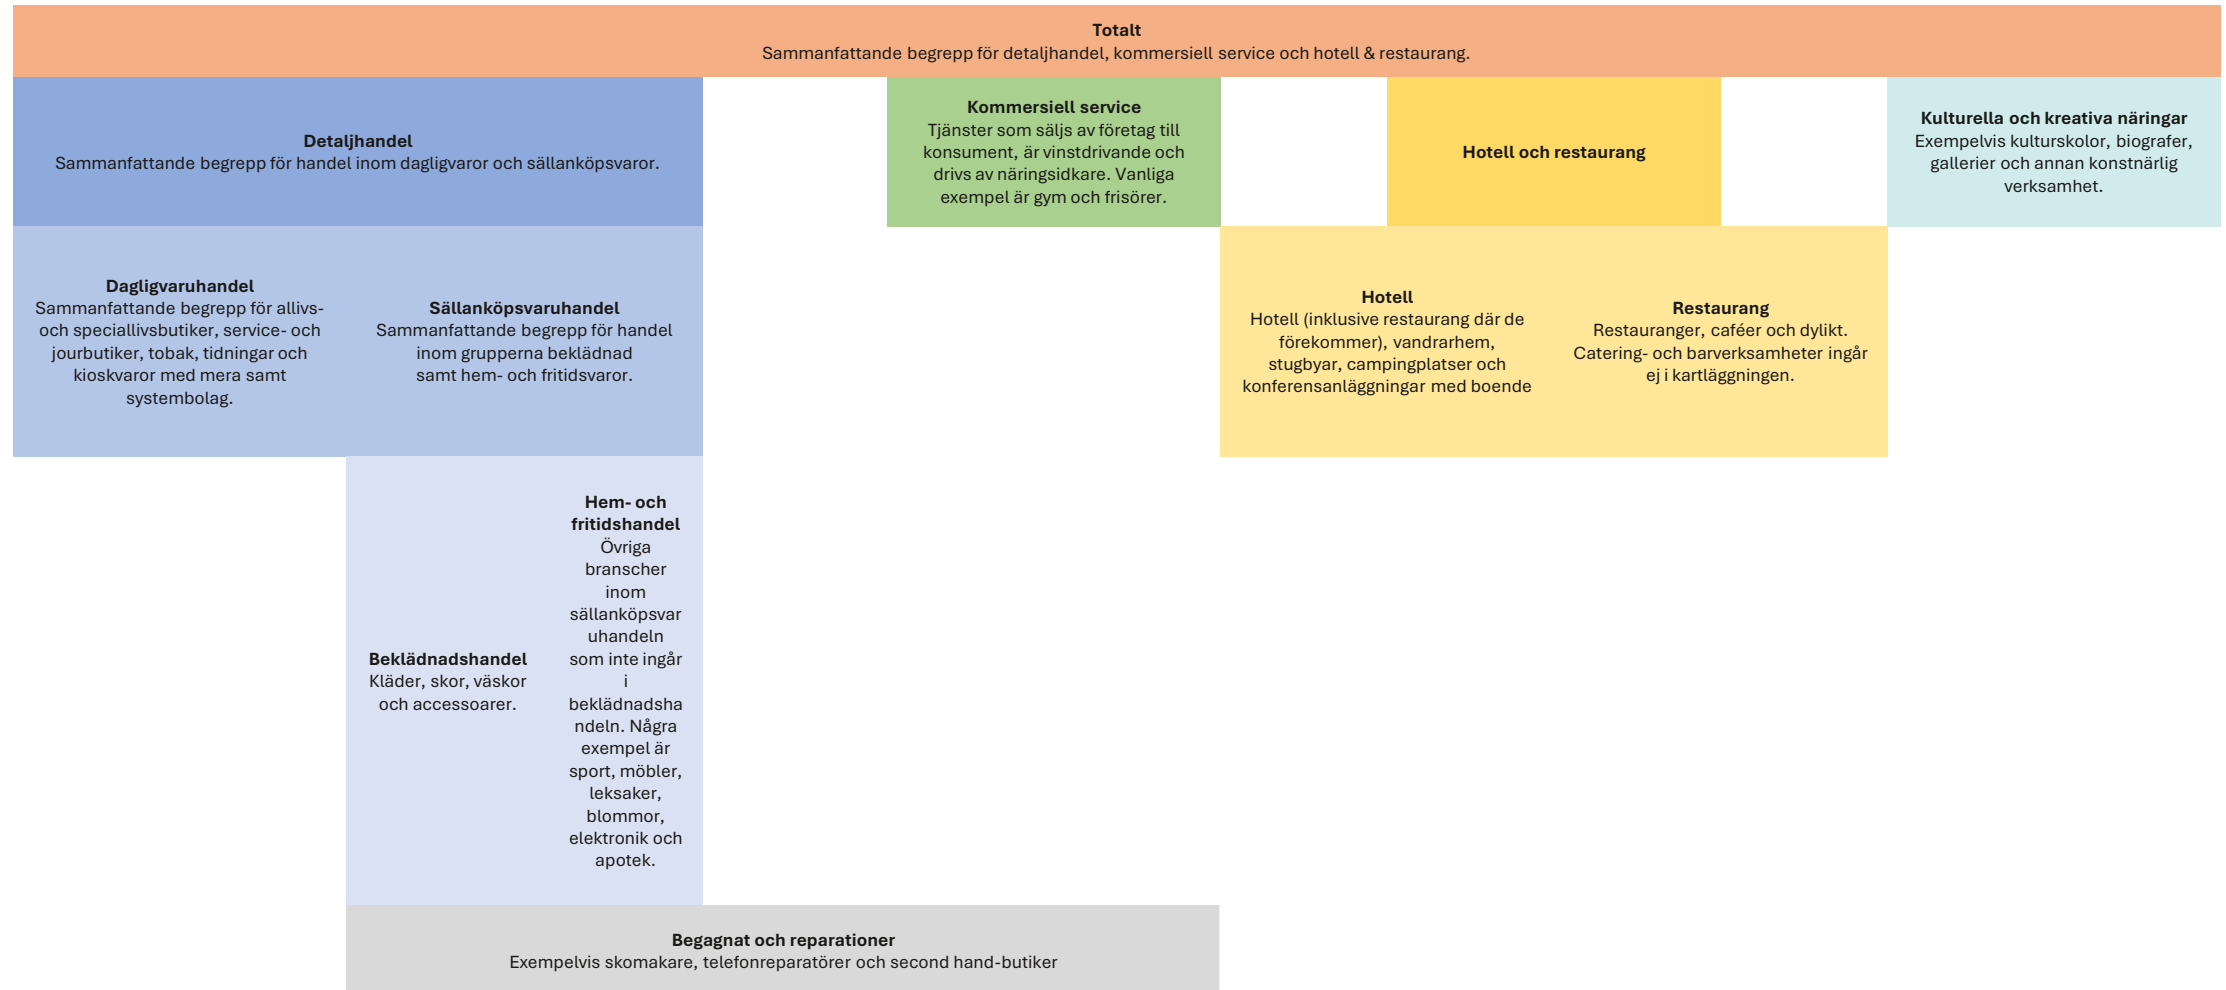 Totalt
Sammanfattande begrepp för detaljhandel, kommersiell service och hotell & restaurang.
Detaljhandel
Sammanfattande begrepp för handel inom dagligvaror och sällanköpsvaror.
Kommersiell service
Tjänster som säljs av företag till
konsument, är vinstdrivande och
drivs av näringsidkare. Vanliga
exempel är gym och frisörer.
Hotell och restaurang
Kulturella och kreativa näringar
Exempelvis kulturskolor, biografer,
gallerier och annan konstnärlig
verksamhet.
Dagligvaruhandel
Sammanfattande begrepp för allivs-
och speciallivsbutiker, service- och
jourbutiker, tobak, tidningar och
kioskvaror med mera samt
systembolag.
Sällanköpsvaruhandel
Sammanfattande begrepp för handel
inom grupperna beklädnad
samt hem- och fritidsvaror.
Hotell
Hotell (inklusive restaurang där de
förekommer), vandrarhem,
stugbyar, campingplatser och
konferensanläggningar med boende
Restaurang
Restauranger, caféer och dylikt.
Catering- och barverksamheter ingår
ej i kartläggningen.
Beklädnadshandel
Kläder, skor, väskor
och accessoarer.
Hem- och
fritidshandel
Övriga
branscher
inom
sällanköpsvar
uhandeln
som inte ingår
i
beklädnadsha
ndeln. Några
exempel är
sport, möbler,
leksaker,
blommor,
elektronik och
apotek.
Begagnat och reparationer
Exempelvis skomakare, telefonreparatörer och second hand-butiker